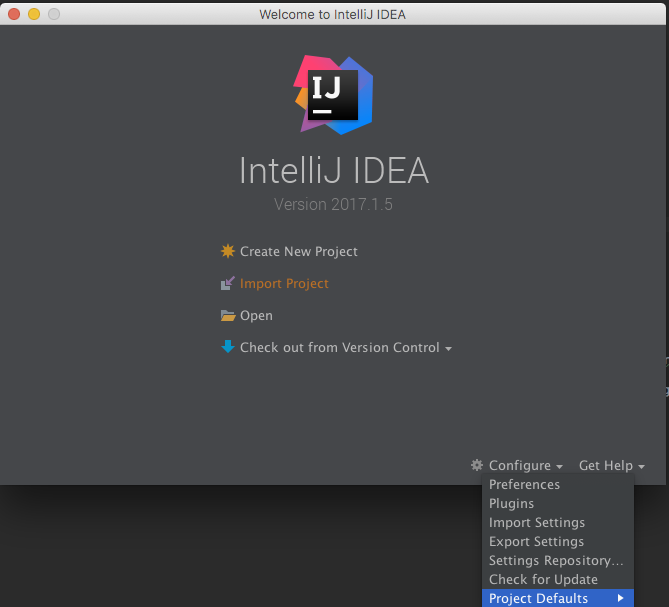 Welcome to IntelliJ IDEA
IJ
IntelliJ IDEA
Version 2017.1.5
Create New Project
Import Project
Open
Check out from Version Control
Configure Get Help
Preferences
Plugins
Import Settings
Export Settings
Settings Repository...
Check for Update
Project Defaults